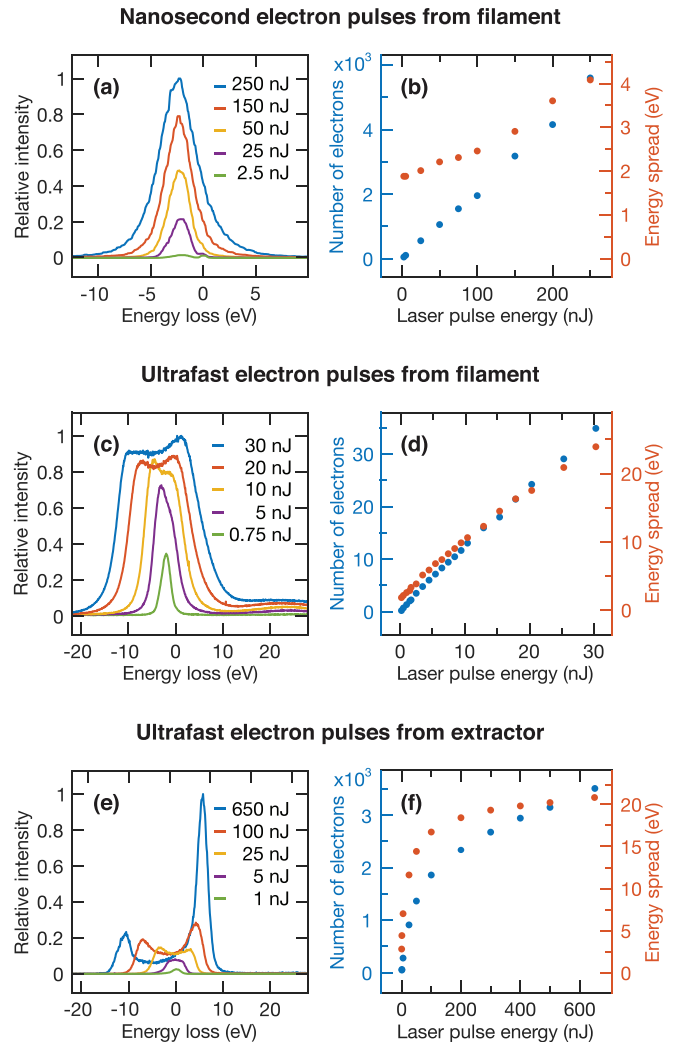 Nanosecond electron pulses from filament
(a)
250 nJ
150 nJ
50 nJ
25 nJ
2.5 nJ
Relative intensity
1
0.8
0.6
0.4
0.2
0
-10 -5 0 5
Energy loss (eV)
(b)
x10³
Number of electrons
6
4
2
0
Energy spread (eV)
4
3
2
1
0
0 100 200
Laser pulse energy (nJ)
Ultrafast electron pulses from filament
(c)
30 nJ
20 nJ
10 nJ
5 nJ
0.75 nJ
Relative intensity
1
0.8
0.6
0.4
0.2
0
-20 -10 0 10 20
Energy loss (eV)
(d)
Number of electrons
30
20
10
0
Energy spread (eV)
20
10
0
0 10 20 30
Laser pulse energy (nJ)
Ultrafast electron pulses from extractor
(e)
650 nJ
100 nJ
25 nJ
5 nJ
1 nJ
Relative intensity
1
0.8
0.6
0.4
0.2
0
-20 -10 0 10 20
Energy loss (eV)
(f)
x10³
Number of electrons
3
2
1
0
Energy spread (eV)
20
15
10
5
0
0 200 400 600
Laser pulse energy (nJ)